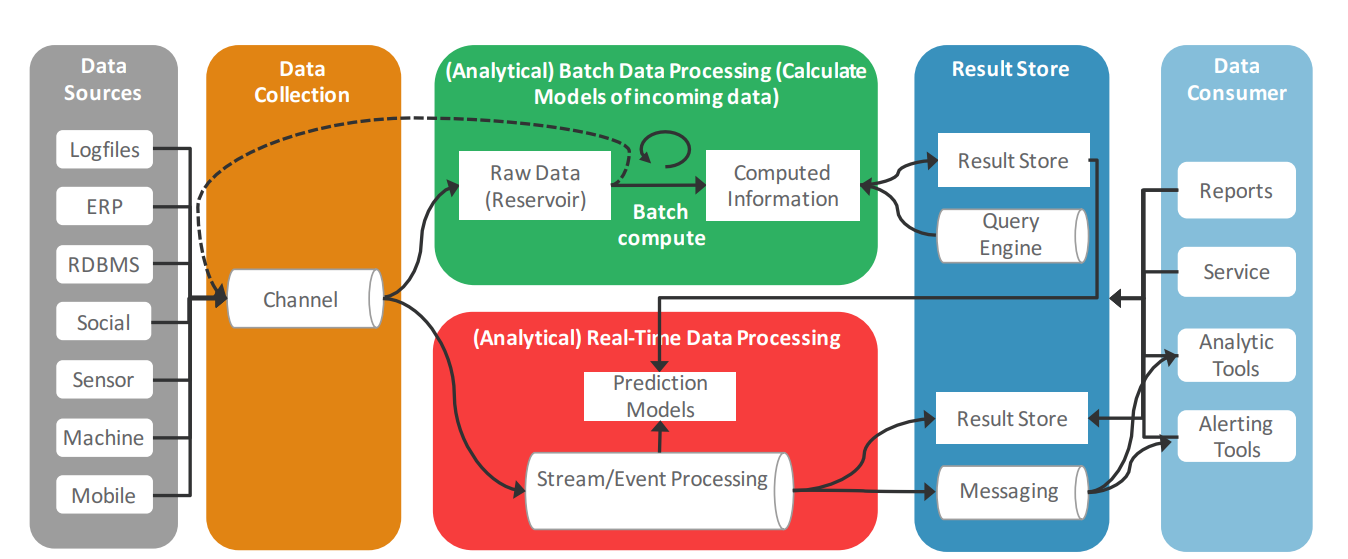 Data
Sources
Logfiles
ERP
RDBMS
Social
Sensor
Machine
Mobile
Data
Collection
Channel
(Analytical) Batch Data Processing (Calculate
Models of incoming data)
Raw Data
(Reservoir)
Batch
compute
Computed
Information
(Analytical) Real-Time Data Processing
Prediction
Models
Stream/Event Processing
Result Store
Result Store
Query
Engine
Result Store
Messaging
Data
Consumer
Reports
Service
Analytic
Tools
Alerting
Tools